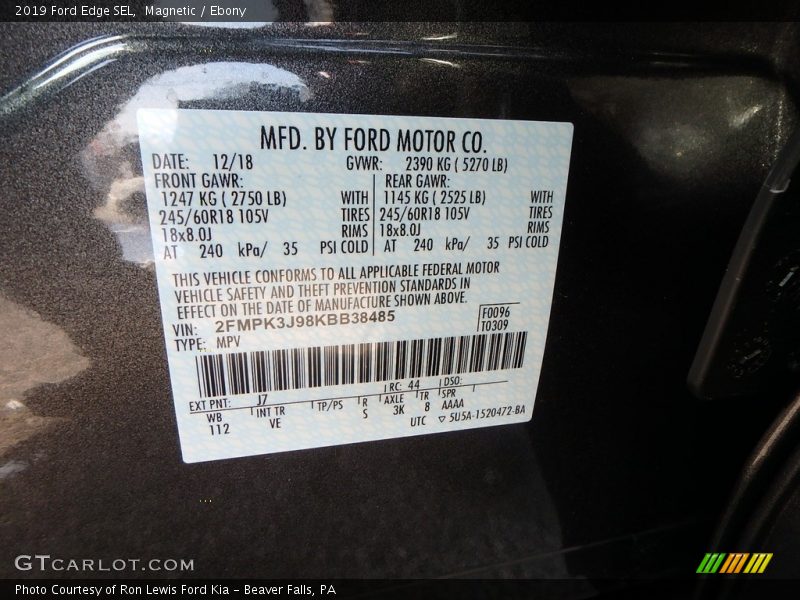 2019 Ford Edge SEL, Magnetic / Ebony
MFD. BY FORD MOTOR CO.
DATE: 12/18 GVWR: 2390 KG ( 5270 LB)
FRONT GAWR: REAR GAWR:
1247 KG ( 2750 LB) WITH 1145 KG ( 2525 LB) WITH
245/60R18 105V TIRES 245/60R18 105V TIRES
18x8.0J RIMS 18x8.0J RIMS
AT 240 kPa/ 35 PSI COLD AT 240 kPa/ 35 PSI COLD
THIS VEHICLE CONFORMS TO ALL APPLICABLE FEDERAL MOTOR
VEHICLE SAFETY AND THEFT PREVENTION STANDARDS IN
EFFECT ON THE DATE OF MANUFACTURE SHOWN ABOVE.
VIN: 2FMPK3J98KBB38485 F0096
TYPE: MPV T0309
EXT PNT: J7 RC: 44 DSO:
WB INT TR TP/PS R AXLE TR SPR
112 VE S 3K 8 AAAA
UTC ▽ 5U5A-1520472-BA
GTCARLOT.COM
Photo Courtesy of Ron Lewis Ford Kia - Beaver Falls, PA